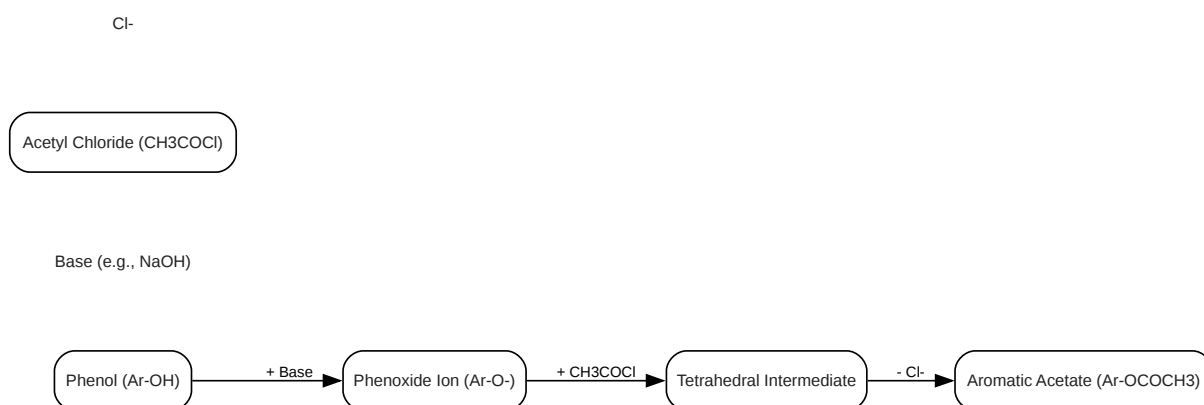 Cl-
Acetyl Chloride (CH3COCl)
Base (e.g., NaOH)
Phenol (Ar-OH)
+ Base
Phenoxide Ion (Ar-O-)
+ CH3COCl
Tetrahedral Intermediate
- Cl-
Aromatic Acetate (Ar-OCOCH3)